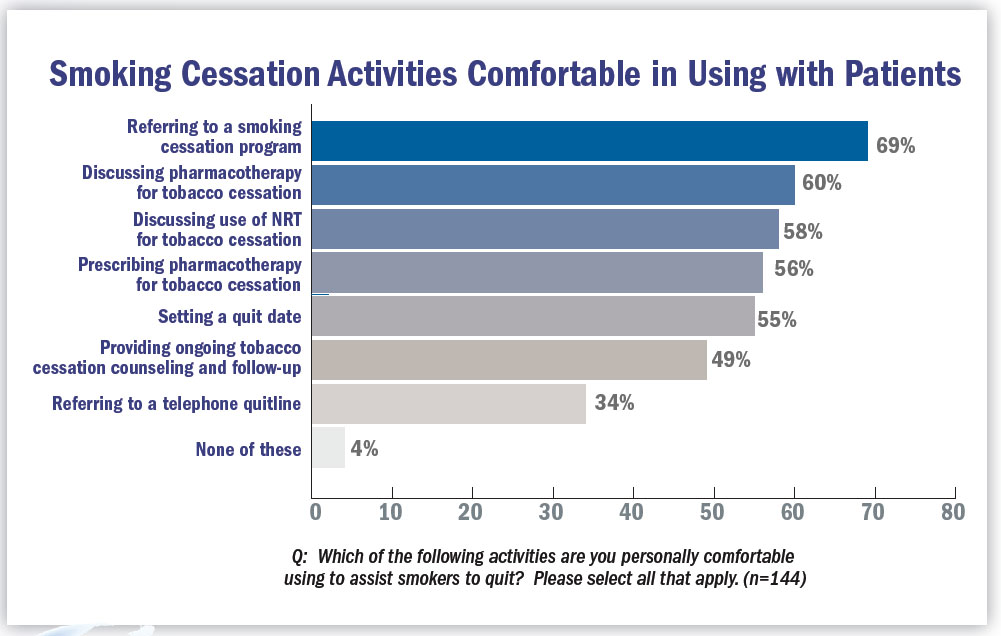 Smoking Cessation Activities Comfortable in Using with Patients
Referring to a smoking
cessation program
69%
Discussing pharmacotherapy
for tobacco cessation
60%
Discussing use of NRT
for tobacco cessation
58%
Prescribing pharmacotherapy
for tobacco cessation
56%
Setting a quit date
55%
Providing ongoing tobacco
cessation counseling and follow-up
49%
Referring to a telephone quitline
34%
None of these
4%
0 10 20 30 40 50 60 70 80
Q: Which of the following activities are you personally comfortable
using to assist smokers to quit? Please select all that apply. (n=144)